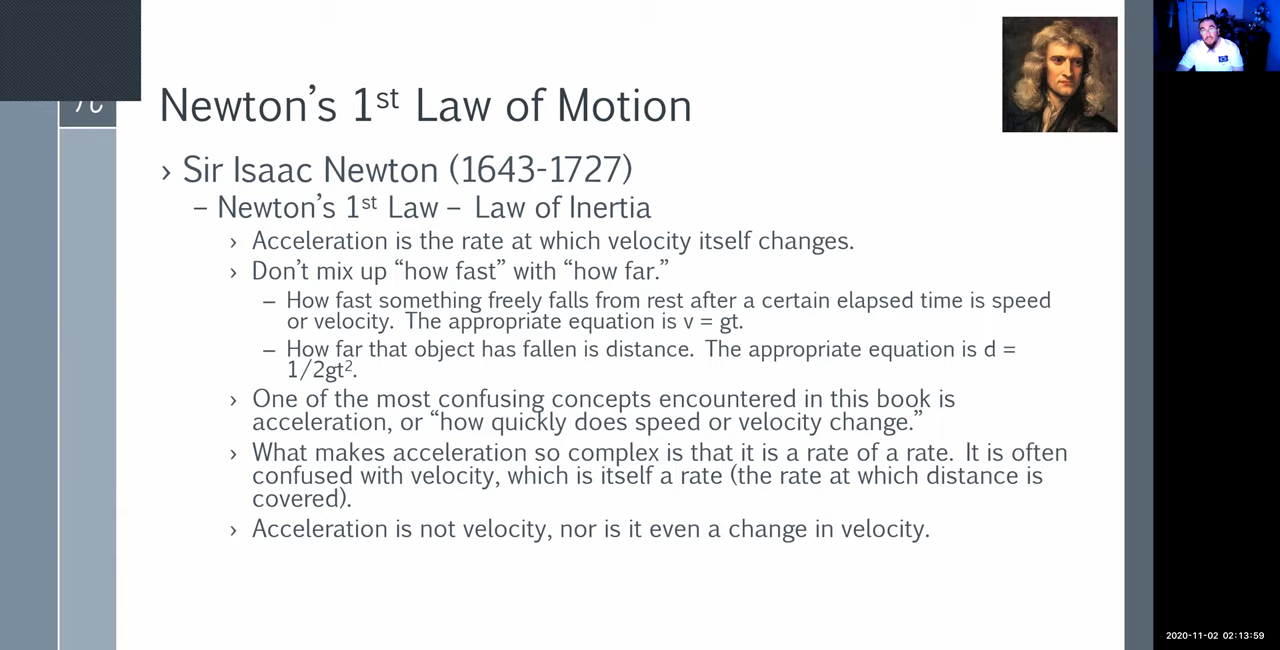 π
Newton’s 1st Law of Motion
› Sir Isaac Newton (1643-1727)
– Newton’s 1st Law – Law of Inertia
› Acceleration is the rate at which velocity itself changes.
› Don’t mix up “how fast” with “how far.”
– How fast something freely falls from rest after a certain elapsed time is speed
or velocity. The appropriate equation is v = gt.
– How far that object has fallen is distance. The appropriate equation is d =
1/2gt².
› One of the most confusing concepts encountered in this book is
acceleration, or “how quickly does speed or velocity change.”
› What makes acceleration so complex is that it is a rate of a rate. It is often
confused with velocity, which is itself a rate (the rate at which distance is
covered).
› Acceleration is not velocity, nor is it even a change in velocity.
2020-11-02 02:13:59